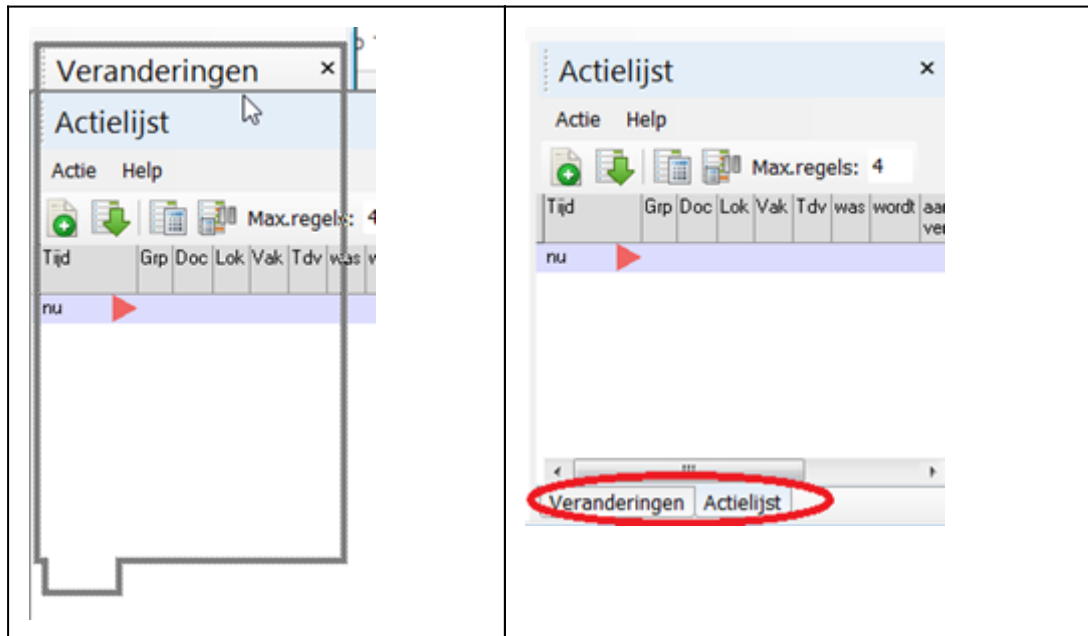 Veranderingen ×
Actielijst
Actie Help
Max.regels: 4
Tijd Grp Doc Lok Vak Tdv was
nu
Actielijst ×
Actie Help
Max.regels: 4
Tijd Grp Doc Lok Vak Tdv was wordt
nu
Veranderingen Actielijst